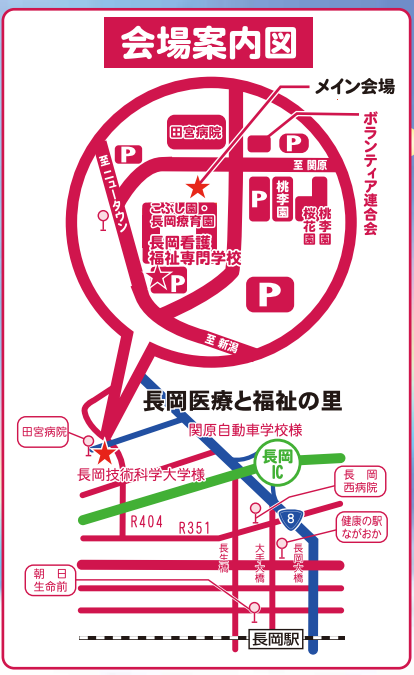 会場案内図
メイン会場
ボランティア連合会
田宮病院
P
P
至 関原
至 ニュータウン
P
桃李園
桜花園
桃李園
こぶし園・
長岡療育園
長岡看護
福祉専門学校
P
P
至 新潟
長岡医療と福祉の里
田宮病院
関原自動車学校様
長岡
IC
長岡技術科学大学様
長岡
西病院
R404
R351
8
健康の駅
ながおか
長生橋
大手大橋
長岡大橋
朝日
生命前
長岡駅